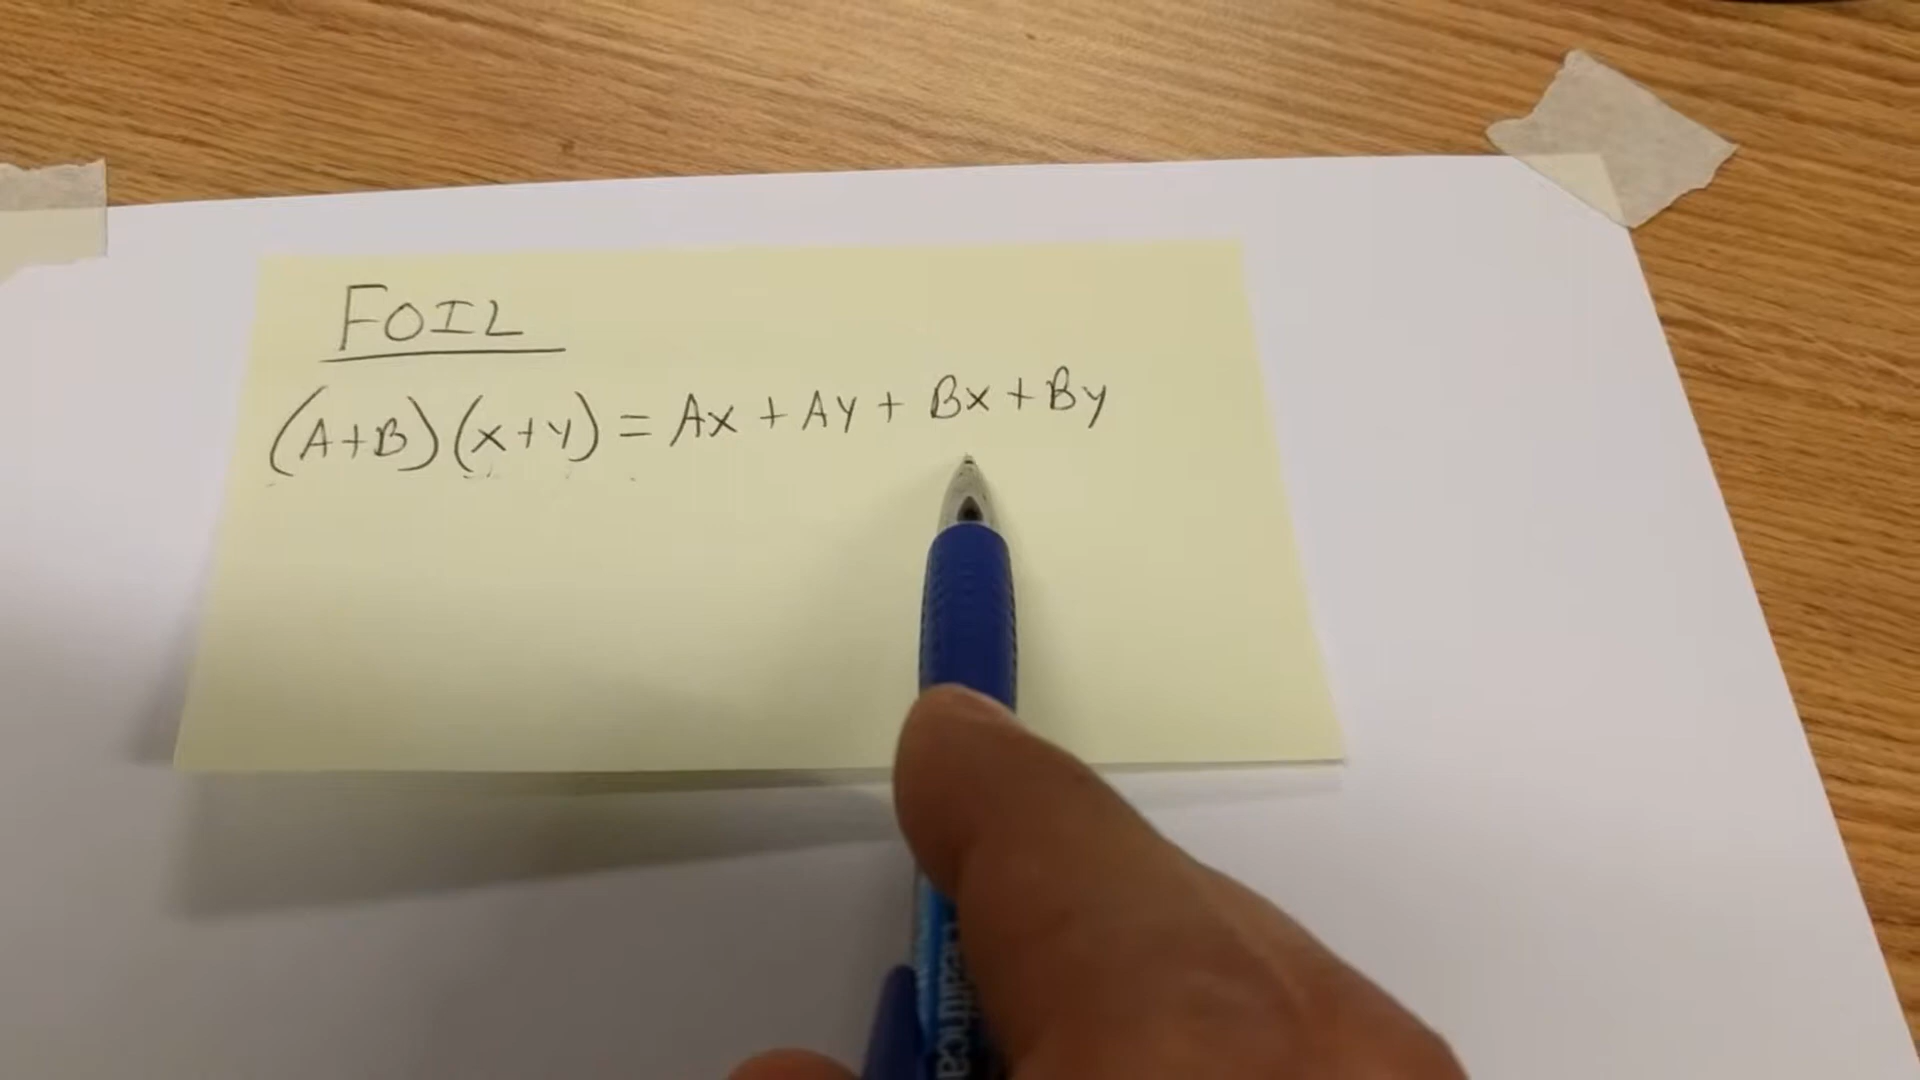 FOIL
(A+B)(x+y) = Ax + Ay + Bx + By